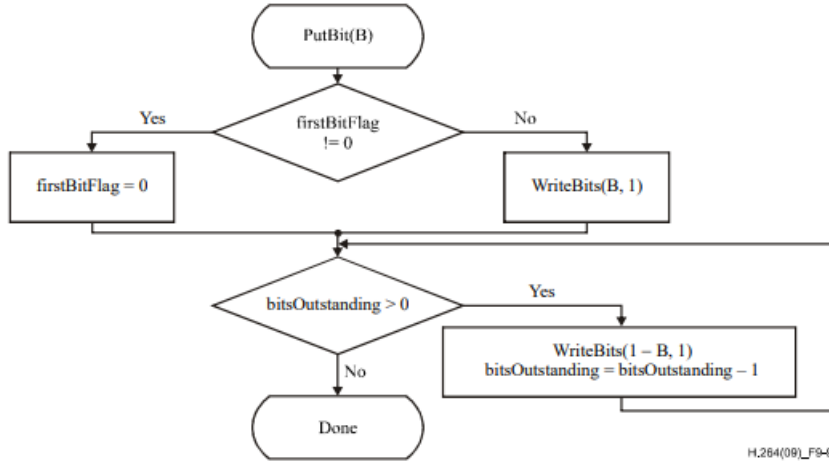 PutBit(B)
Yes
firstBitFlag
!= 0
No
firstBitFlag = 0
WriteBits(B, 1)
bitsOutstanding > 0
Yes
WriteBits(1 – B, 1)
bitsOutstanding = bitsOutstanding – 1
No
Done